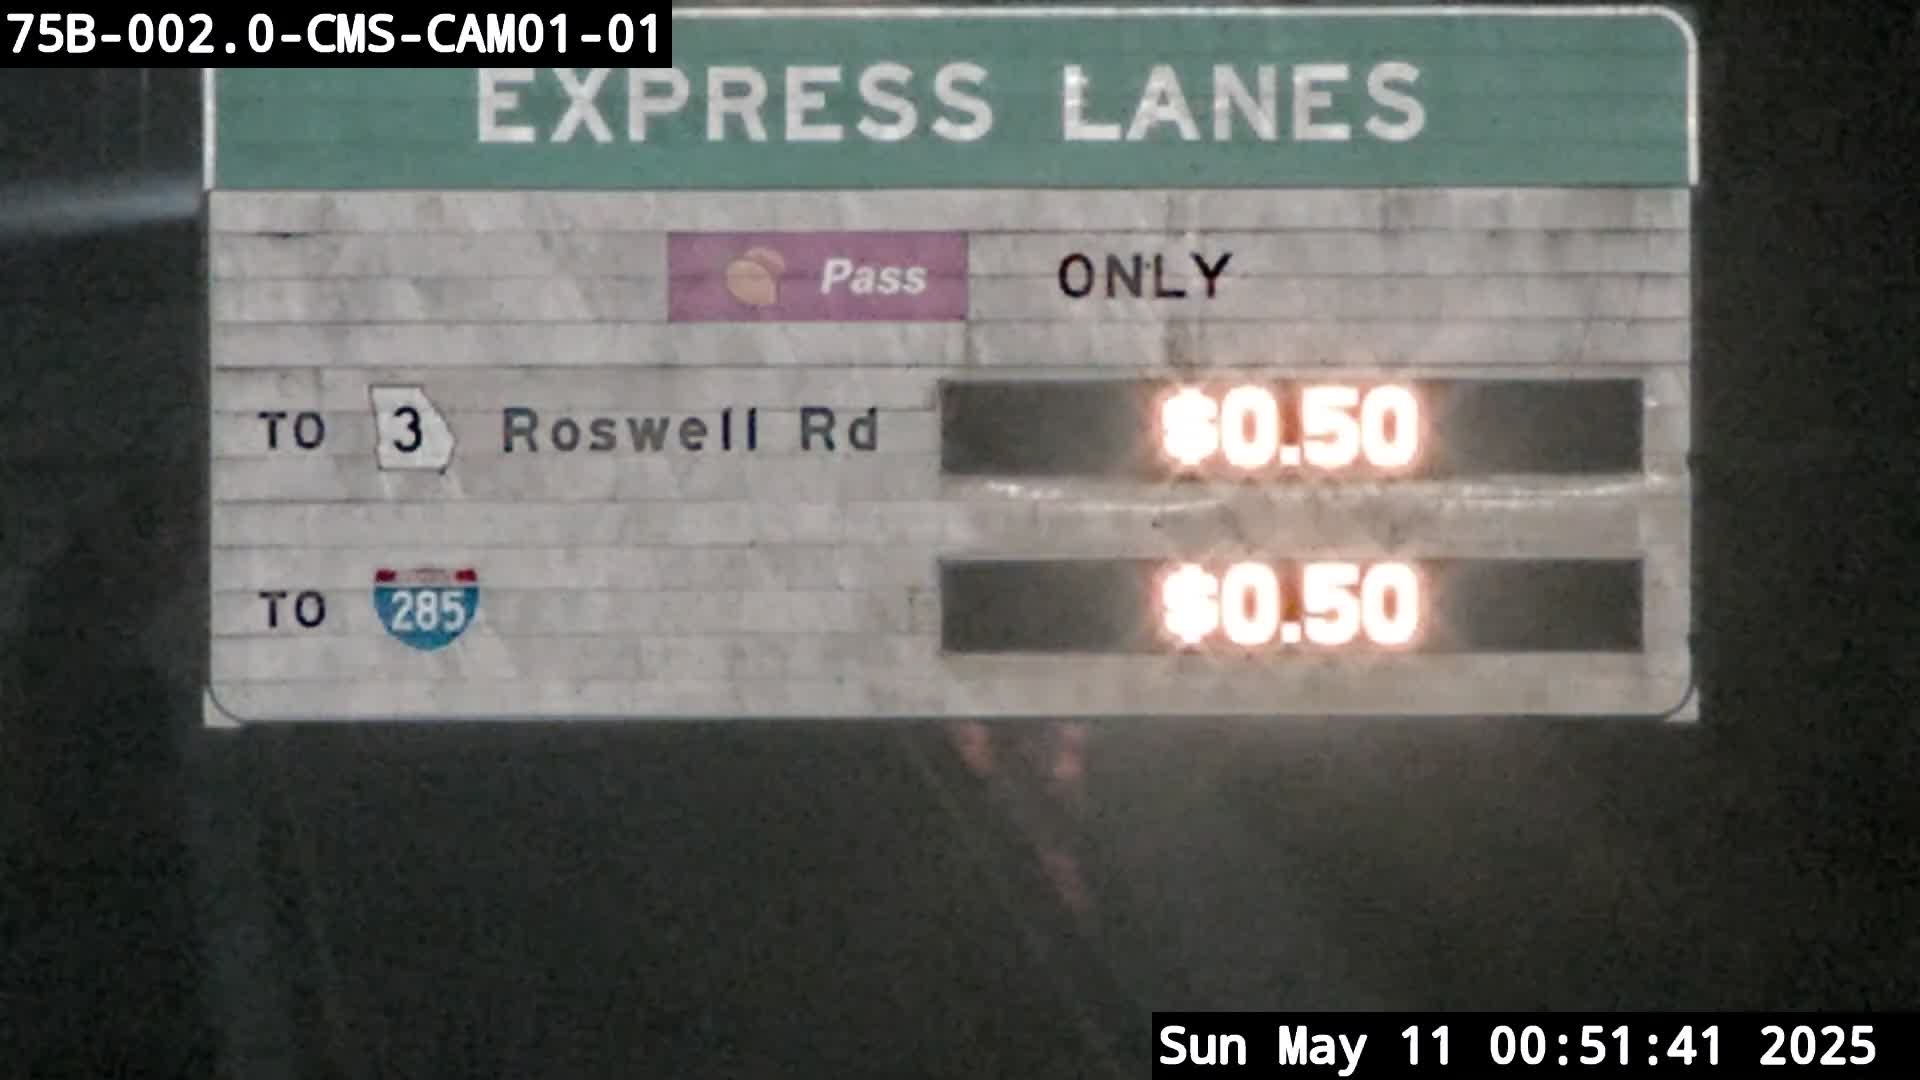 75B-002.0-CMS-CAM01-01
EXPRESS LANES
Pass ONLY
TO 3 Roswell Rd $0.50
TO 285 $0.50
Sun May 11 00:51:41 2025